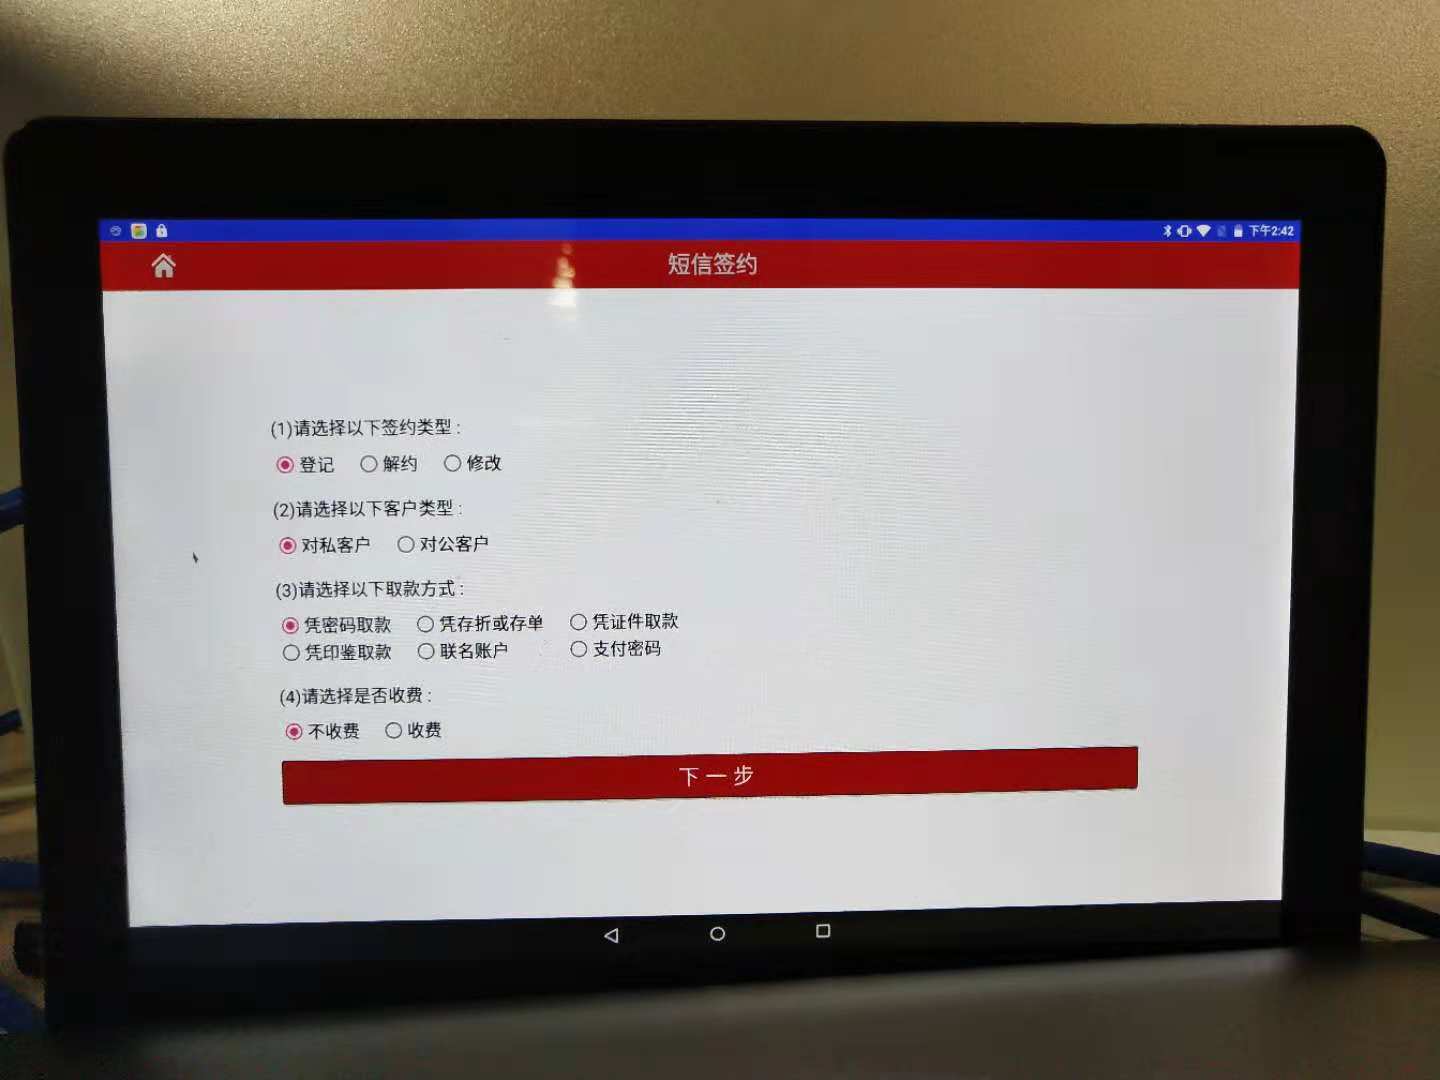 下午2:42
短信签约
(1)请选择以下签约类型 :
登记 解约 修改
(2)请选择以下客户类型 :
对私客户 对公客户
(3)请选择以下取款方式 :
凭密码取款 凭存折或存单 凭证件取款
凭印鉴取款 联名账户 支付密码
(4)请选择是否收费 :
不收费 收费
下一步